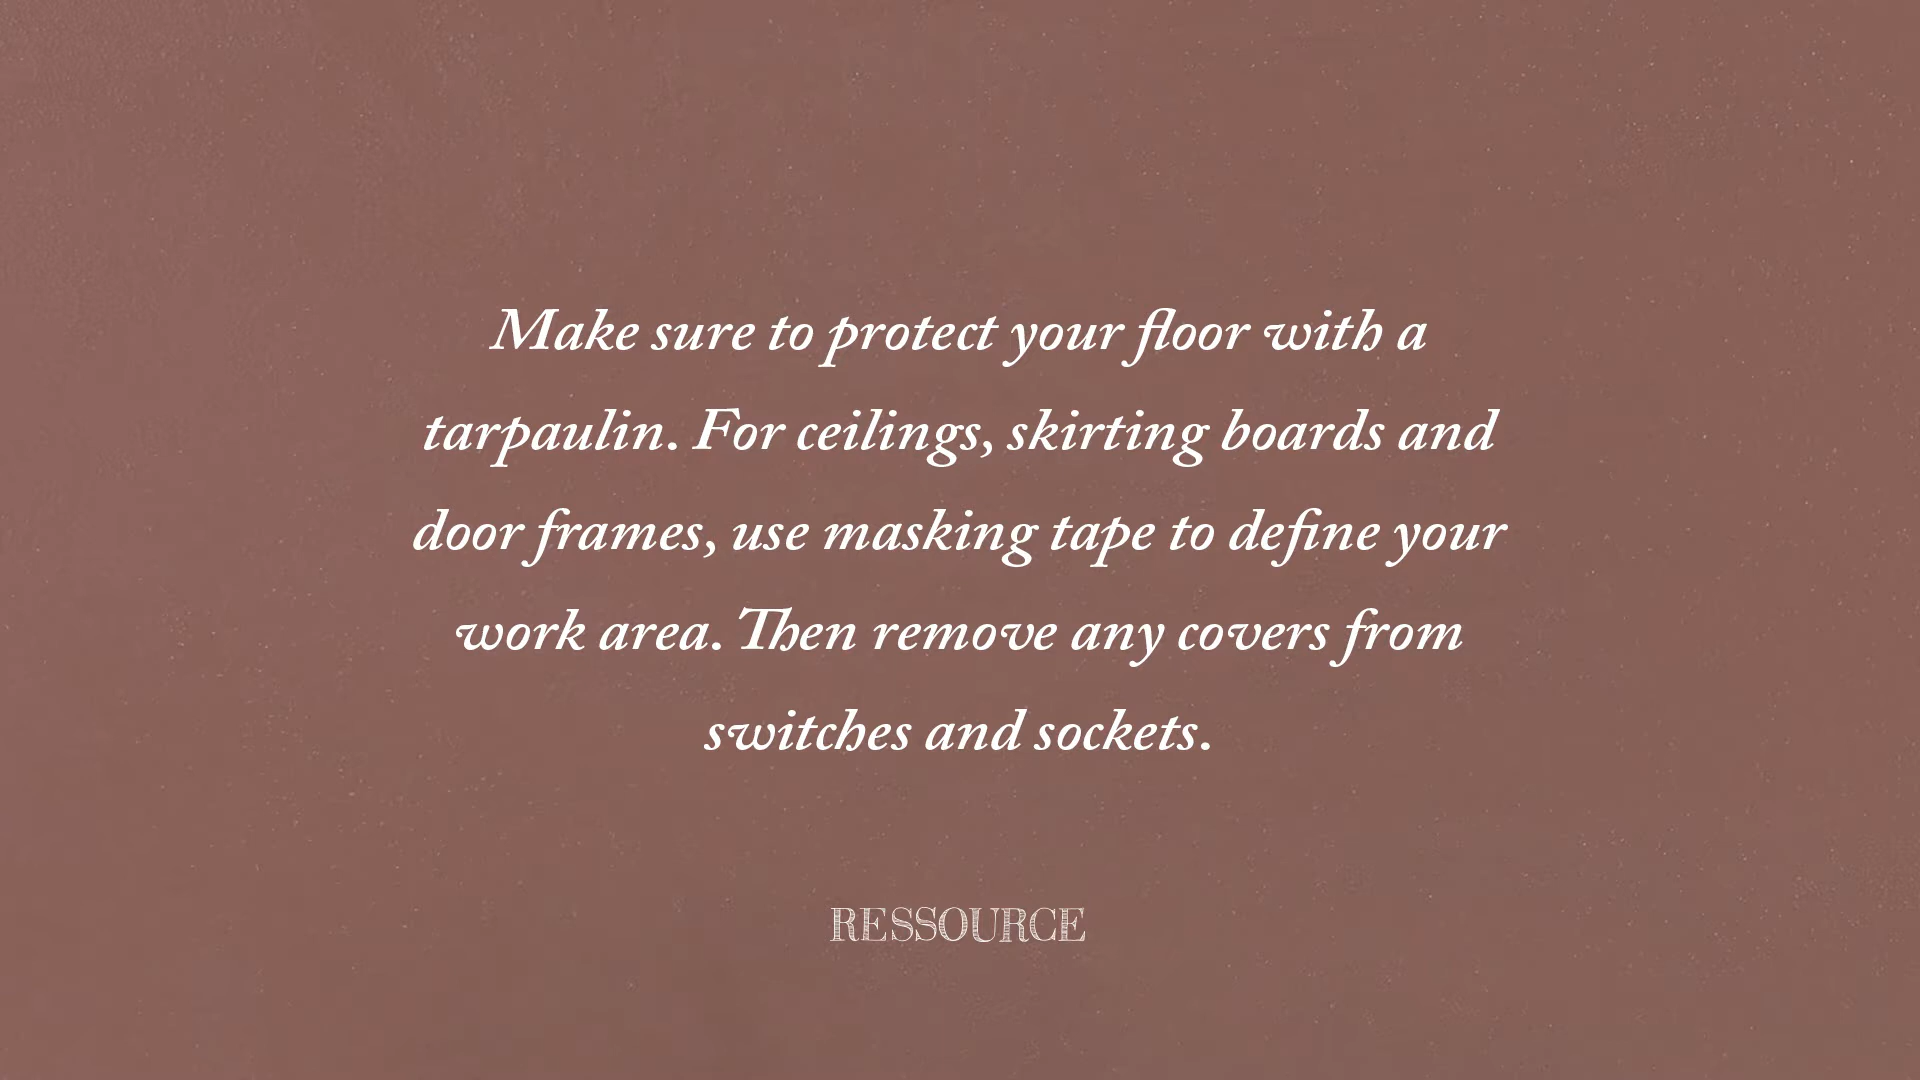 Make sure to protect your floor with a
tarpaulin. For ceilings, skirting boards and
door frames, use masking tape to define your
work area. Then remove any covers from
switches and sockets.
RESSOURCE